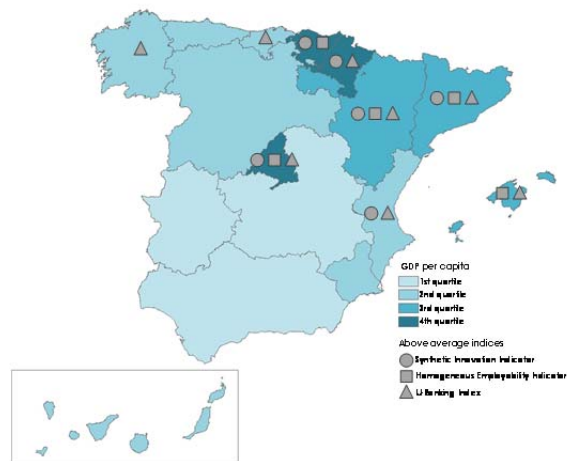 GDP per capita
1st quartile
2nd quartile
3rd quartile
4th quartile
Above average indices
Synthetic Innovation Indicator
Homogeneous Employability Indicator
U-Ranking Index